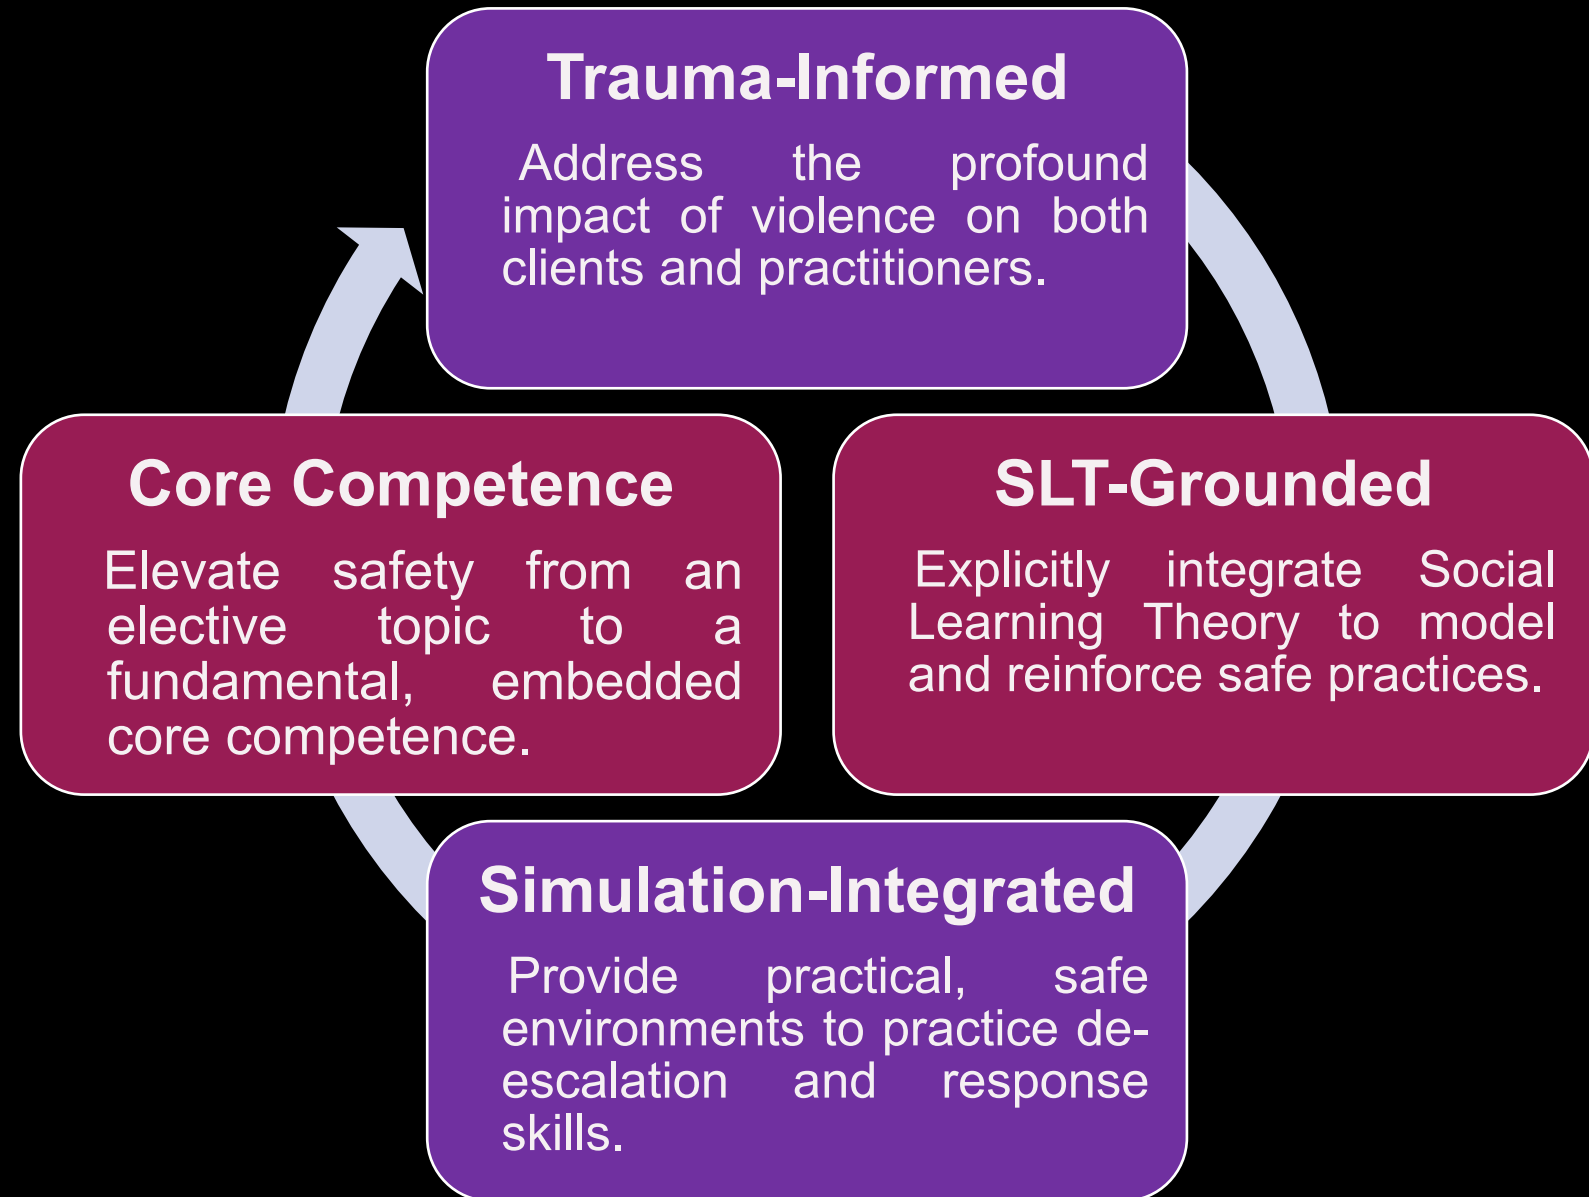 Trauma-Informed
Address the profound
impact of violence on both
clients and practitioners.
SLT-Grounded
Explicitly integrate Social
Learning Theory to model
and reinforce safe practices.
Simulation-Integrated
Provide practical, safe
environments to practice de-
escalation and response
skills.
Core Competence
Elevate safety from an
elective topic to a
fundamental, embedded
core competence.